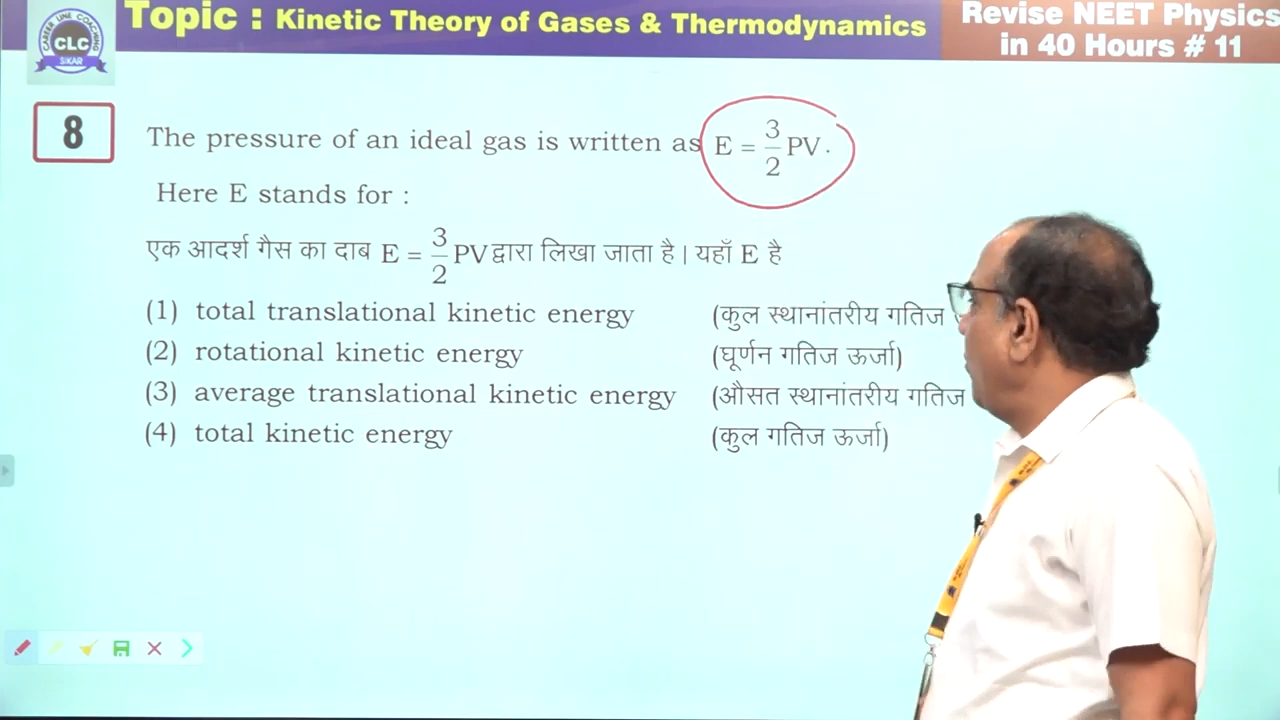 CAREER LINE COACHING
CLC
SIKAR
Topic : Kinetic Theory of Gases & Thermodynamics
Revise NEET Physics
in 40 Hours # 11
8
The pressure of an ideal gas is written as E = 3/2 PV.
Here E stands for :
एक आदर्श गैस का दाब E = 3/2 PV द्वारा लिखा जाता है। यहाँ E है
(1) total translational kinetic energy (कुल स्थानांतरीय गतिज
(2) rotational kinetic energy (घूर्णन गतिज ऊर्जा)
(3) average translational kinetic energy (औसत स्थानांतरीय गतिज
(4) total kinetic energy (कुल गतिज ऊर्जा)